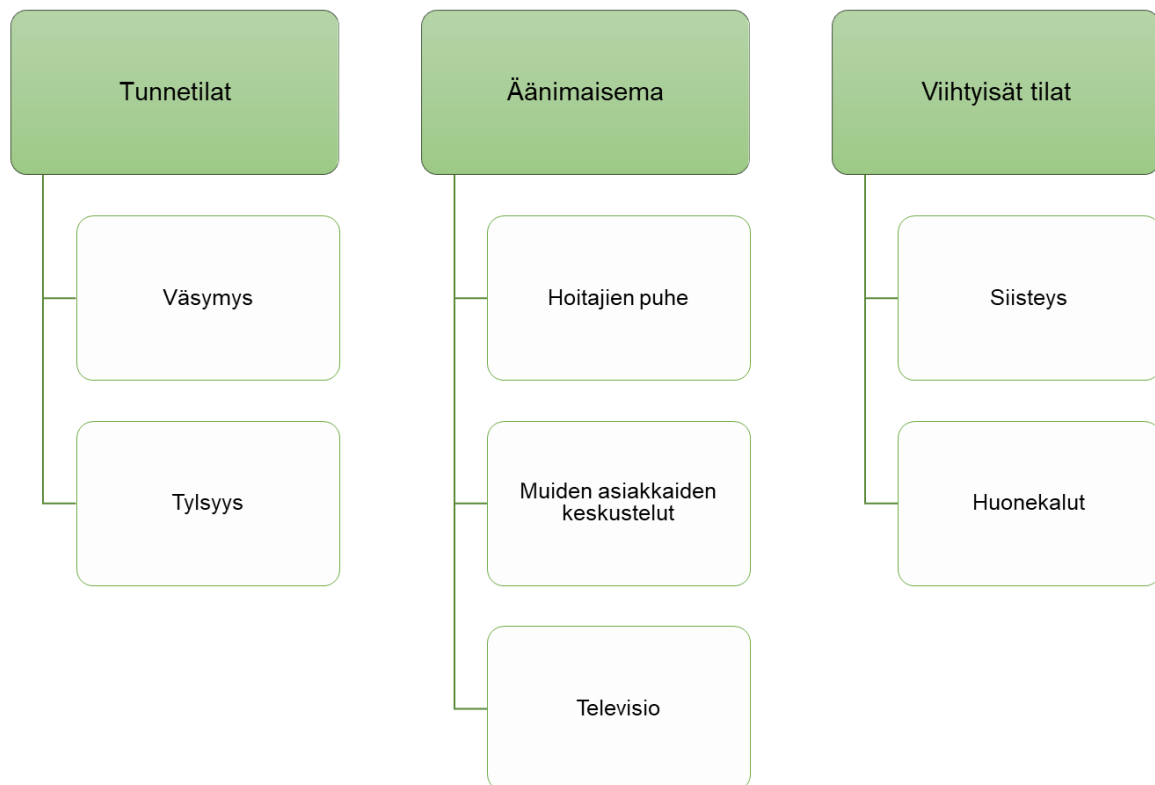 Tunnetilat
Väsymys
Tylsyys
Äänimaisema
Hoitajien puhe
Muiden asiakkaiden
keskustelut
Televisio
Viihtyisät tilat
Siisteys
Huonekalut